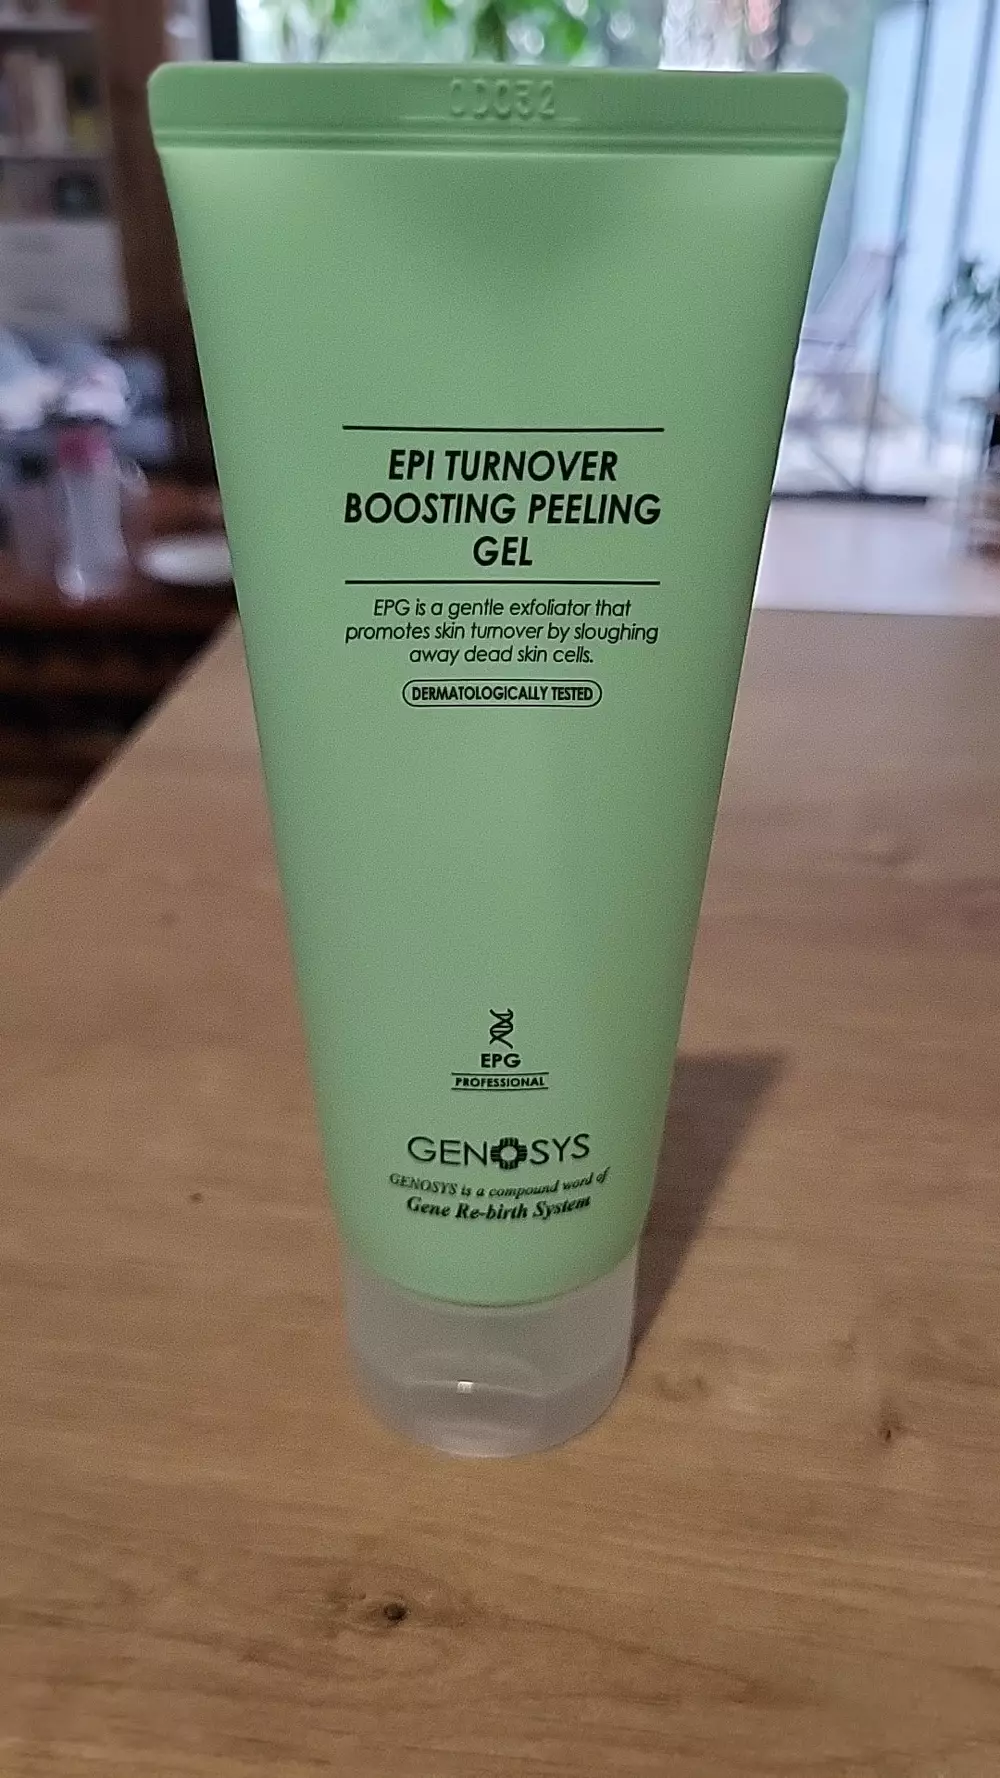 EPI TURNOVER
BOOSTING PEELING
GEL
EPG is a gentle exfoliator that
promotes skin turnover by sloughing
away dead skin cells.
DERMATOLOGICALLY TESTED
EPG
PROFESSIONAL
GENOSYS
GENOSYS is a compound word of
Gene Re-birth System